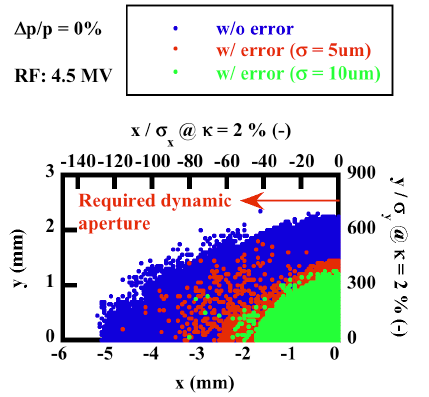 Δp/p = 0%
RF: 4.5 MV
w/o error
w/ error (σ = 5um)
w/ error (σ = 10um)
x / σx @ κ = 2 % (-)
-140 -120 -100 -80 -60 -40 -20 0
Required dynamic
aperture
y (mm)
3
2
1
0
900
600
300
0
y / σy @ κ = 2 % (-)
-6 -5 -4 -3 -2 -1 0
x (mm)